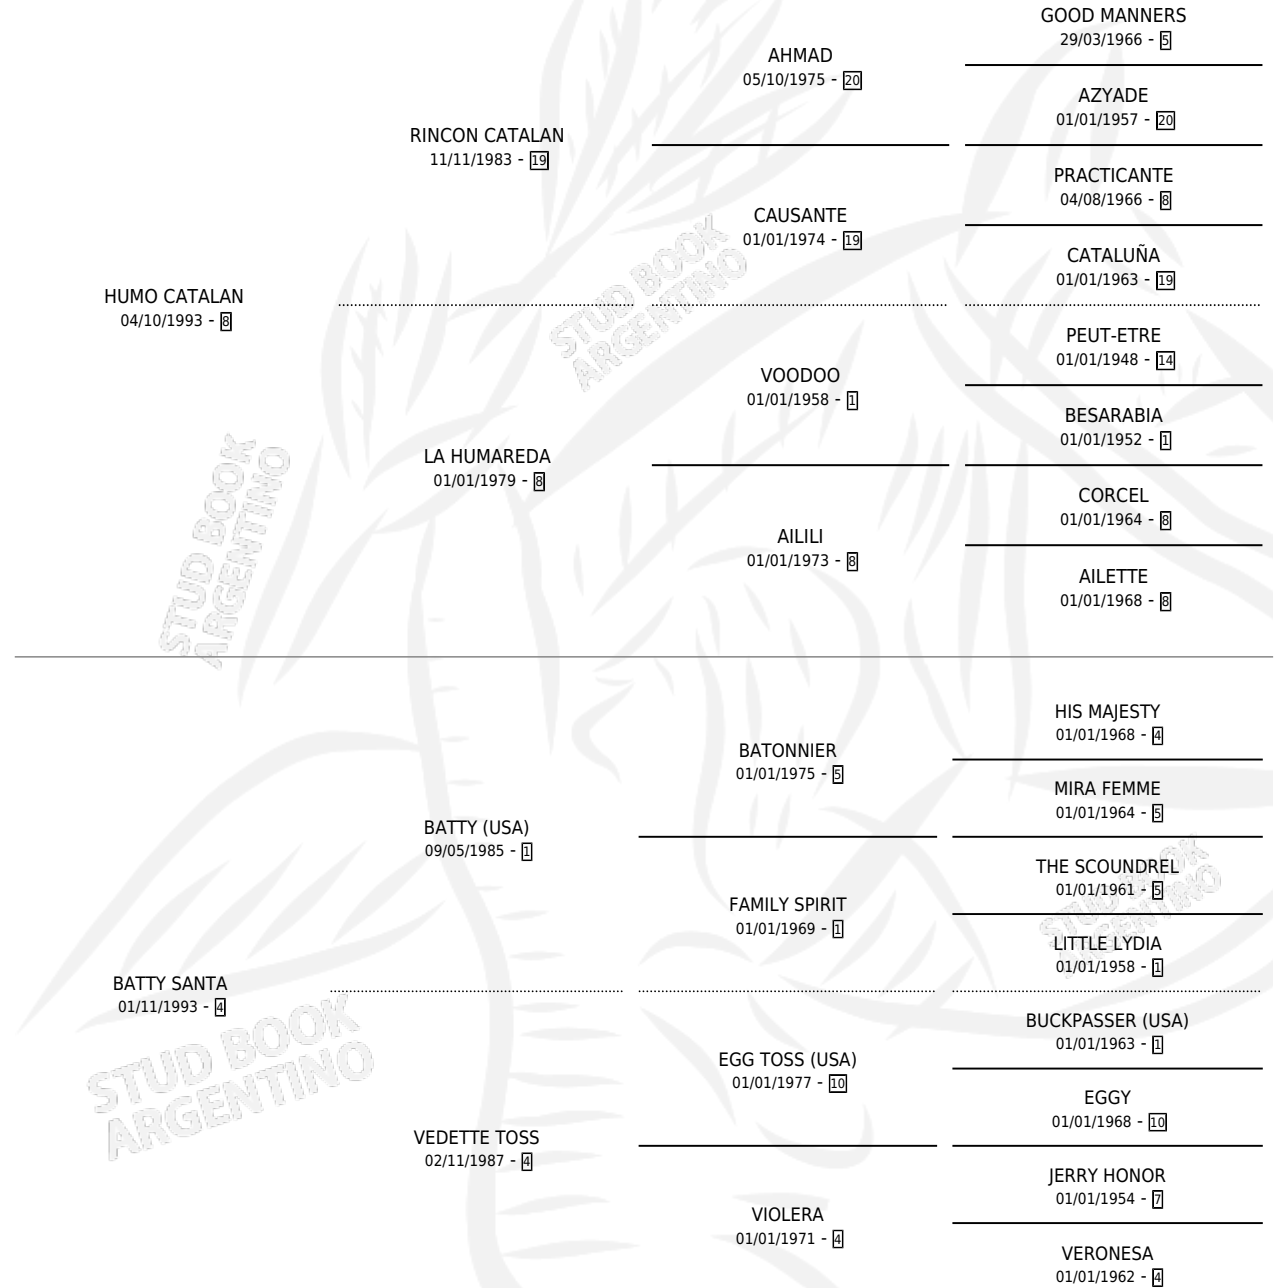 GOOD MANNERS
29/03/1966 - 5
AHMAD
05/10/1975 - 20
AZYADE
01/01/1957 - 20
RINCON CATALAN
11/11/1983 - 19
PRACTICANTE
04/08/1966 - 8
CAUSANTE
01/01/1974 - 19
CATALUÑA
01/01/1963 - 19
HUMO CATALAN
04/10/1993 - 8
PEUT-ETRE
01/01/1948 - 14
VOODOO
01/01/1958 - 1
BESARABIA
01/01/1952 - 1
LA HUMAREDA
01/01/1979 - 8
CORCEL
01/01/1964 - 8
AILILI
01/01/1973 - 8
AILETTE
01/01/1968 - 8
STUD BOOK
ARGENTINO
STUD BOOK
ARGENTINO
HIS MAJESTY
01/01/1968 - 4
BATONNIER
01/01/1975 - 5
MIRA FEMME
01/01/1964 - 5
BATTY (USA)
09/05/1985 - 1
THE SCOUNDREL
01/01/1961 - 5
FAMILY SPIRIT
01/01/1969 - 1
LITTLE LYDIA
01/01/1958 - 1
BATTY SANTA
01/11/1993 - 4
BUCKPASSER (USA)
01/01/1963 - 1
EGG TOSS (USA)
01/01/1977 - 10
EGGY
01/01/1968 - 10
VEDETTE TOSS
02/11/1987 - 4
JERRY HONOR
01/01/1954 - 7
VIOLERA
01/01/1971 - 4
VERONESA
01/01/1962 - 4
STUD BOOK
ARGENTINO
STUD BOOK
ARGENTINO